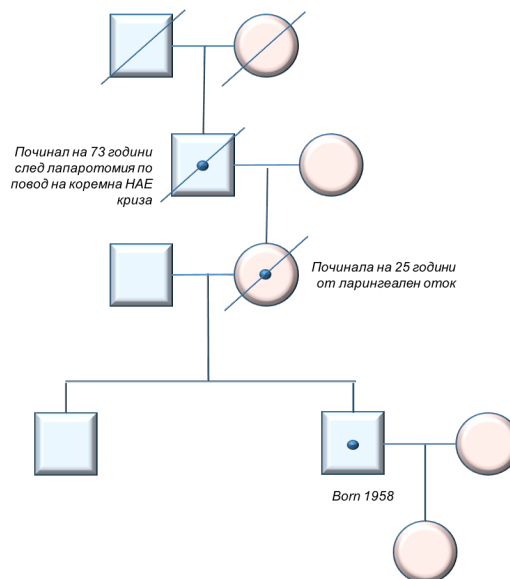 Починал на 73 години
след лапаротомия по
повод на коремна НАЕ
криза
Починала на 25 години
от ларингеален оток
Born 1958